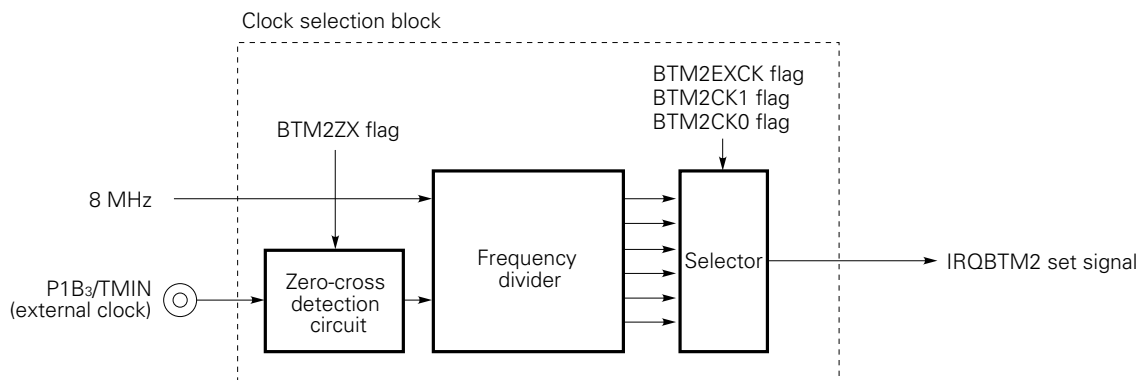 Clock selection block
BTM2EXCK flag
BTM2CK1 flag
BTM2CK0 flag
BTM2ZX flag
8 MHz
Frequency
divider
Selector
IRQBTM2 set signal
Zero-cross
detection
circuit
P1B₃/TMIN
(external clock)